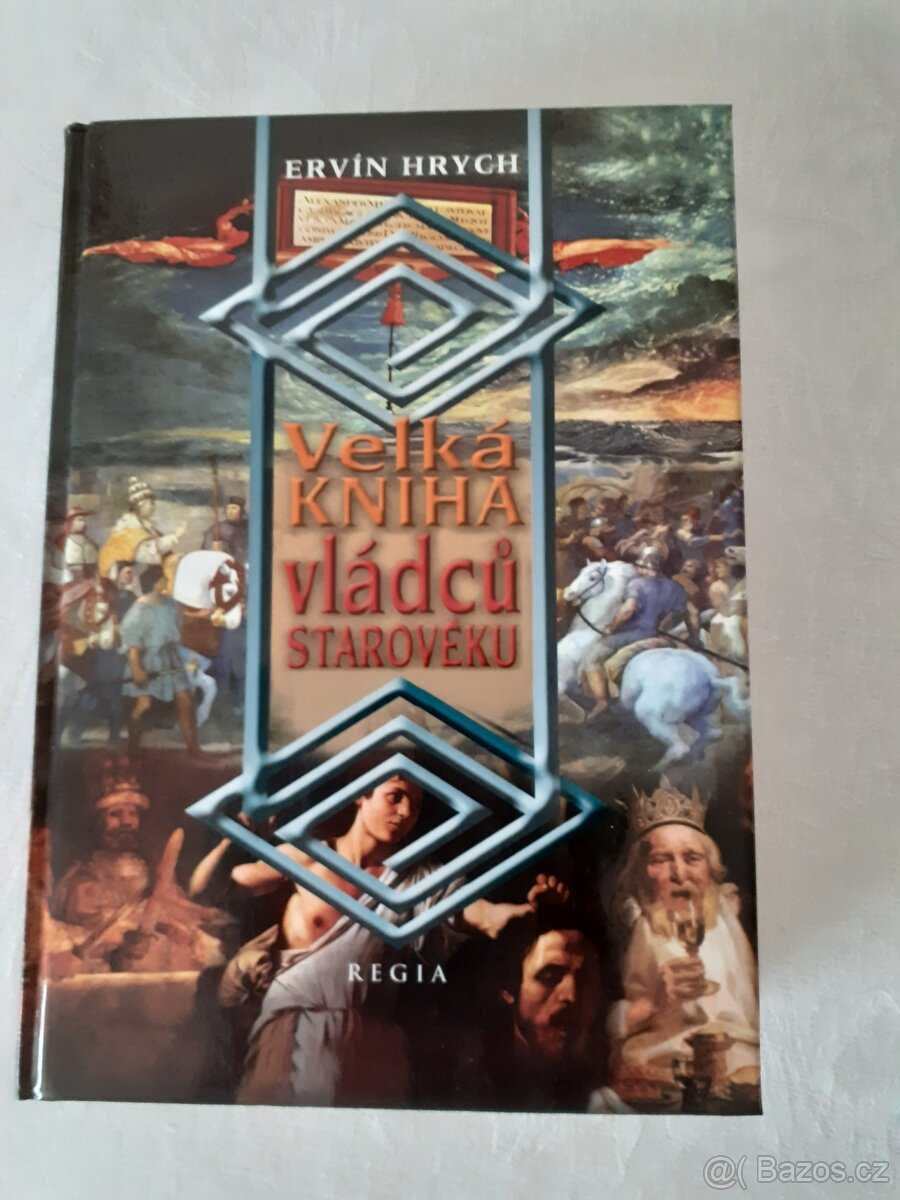 ERVÍN HRYCH
Velká
KNIHA
vládců
STAROVĚKU
REGIA
@( Bazos.cz